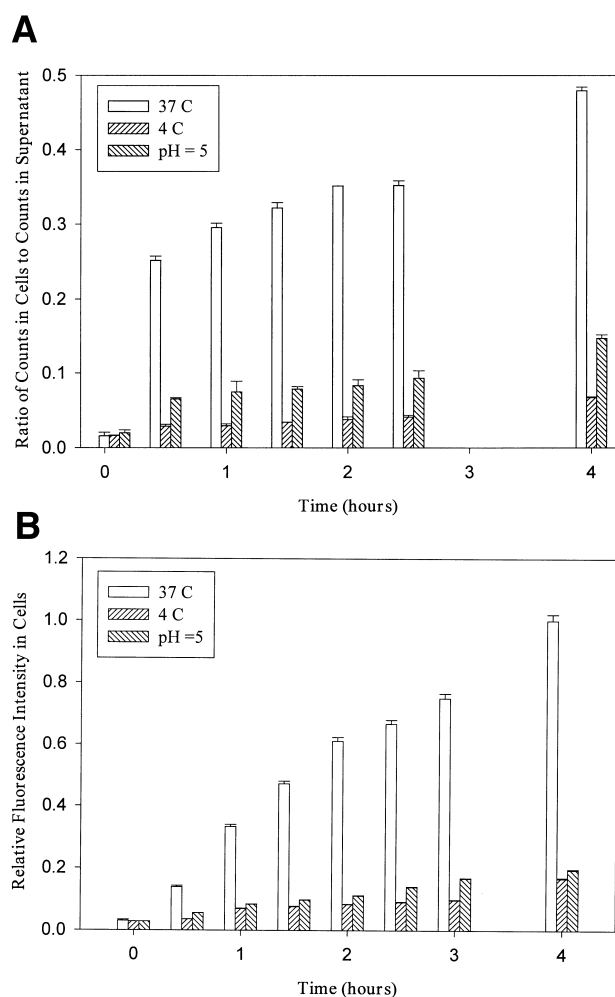 A
Ratio of Counts in Cells to Counts in Supernatant
0.5
0.4
0.3
0.2
0.1
0.0
37 C
4 C
pH = 5
0
1
2
3
4
Time (hours)
B
Relative Fluorescence Intensity in Cells
1.2
1.0
0.8
0.6
0.4
0.2
0.0
37 C
4 C
pH =5
0
1
2
3
4
Time (hours)